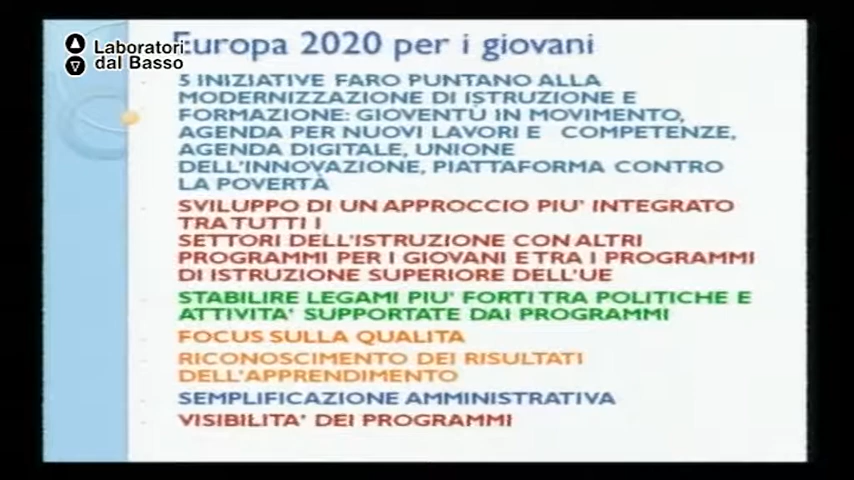 Laboratori
dal Basso
Europa 2020 per i giovani
5 INIZIATIVE FARO PUNTANO ALLA
MODERNIZZAZIONE DI ISTRUZIONE E
FORMAZIONE: GIOVENTÙ IN MOVIMENTO,
AGENDA PER NUOVI LAVORI E COMPETENZE,
AGENDA DIGITALE, UNIONE
DELL'INNOVAZIONE, PIATTAFORMA CONTRO
LA POVERTÀ
SVILUPPO DI UN APPROCCIO PIU' INTEGRATO
TRA TUTTI I
SETTORI DELL'ISTRUZIONE CON ALTRI
PROGRAMMI PER I GIOVANI E TRA I PROGRAMMI
DI ISTRUZIONE SUPERIORE DELL'UE
STABILIRE LEGAMI PIU' FORTI TRA POLITICHE E
ATTIVITA' SUPPORTATE DAI PROGRAMMI
FOCUS SULLA QUALITA
RICONOSCIMENTO DEI RISULTATI
DELL'APPRENDIMENTO
SEMPLIFICAZIONE AMMINISTRATIVA
VISIBILITA' DEI PROGRAMMI